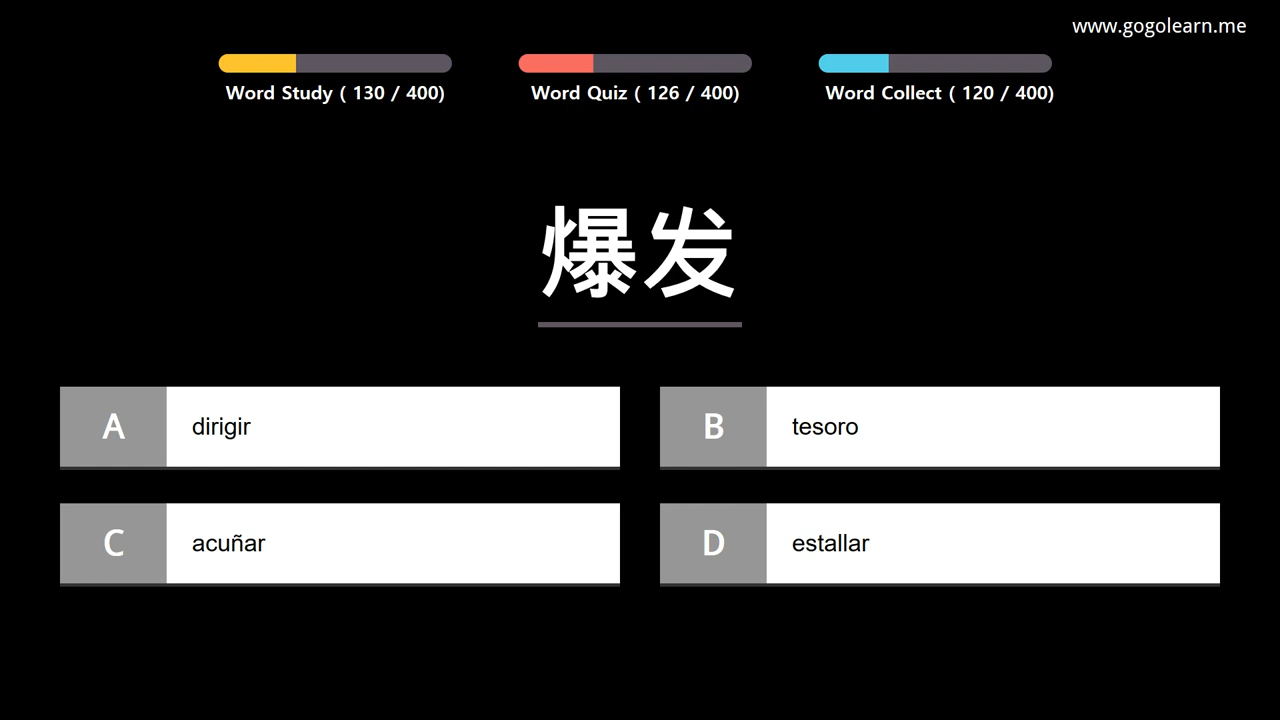 www.gogolearn.me
Word Study ( 130 / 400)
Word Quiz ( 126 / 400)
Word Collect ( 120 / 400)
爆发
A dirigir
B tesoro
C acuñar
D estallar